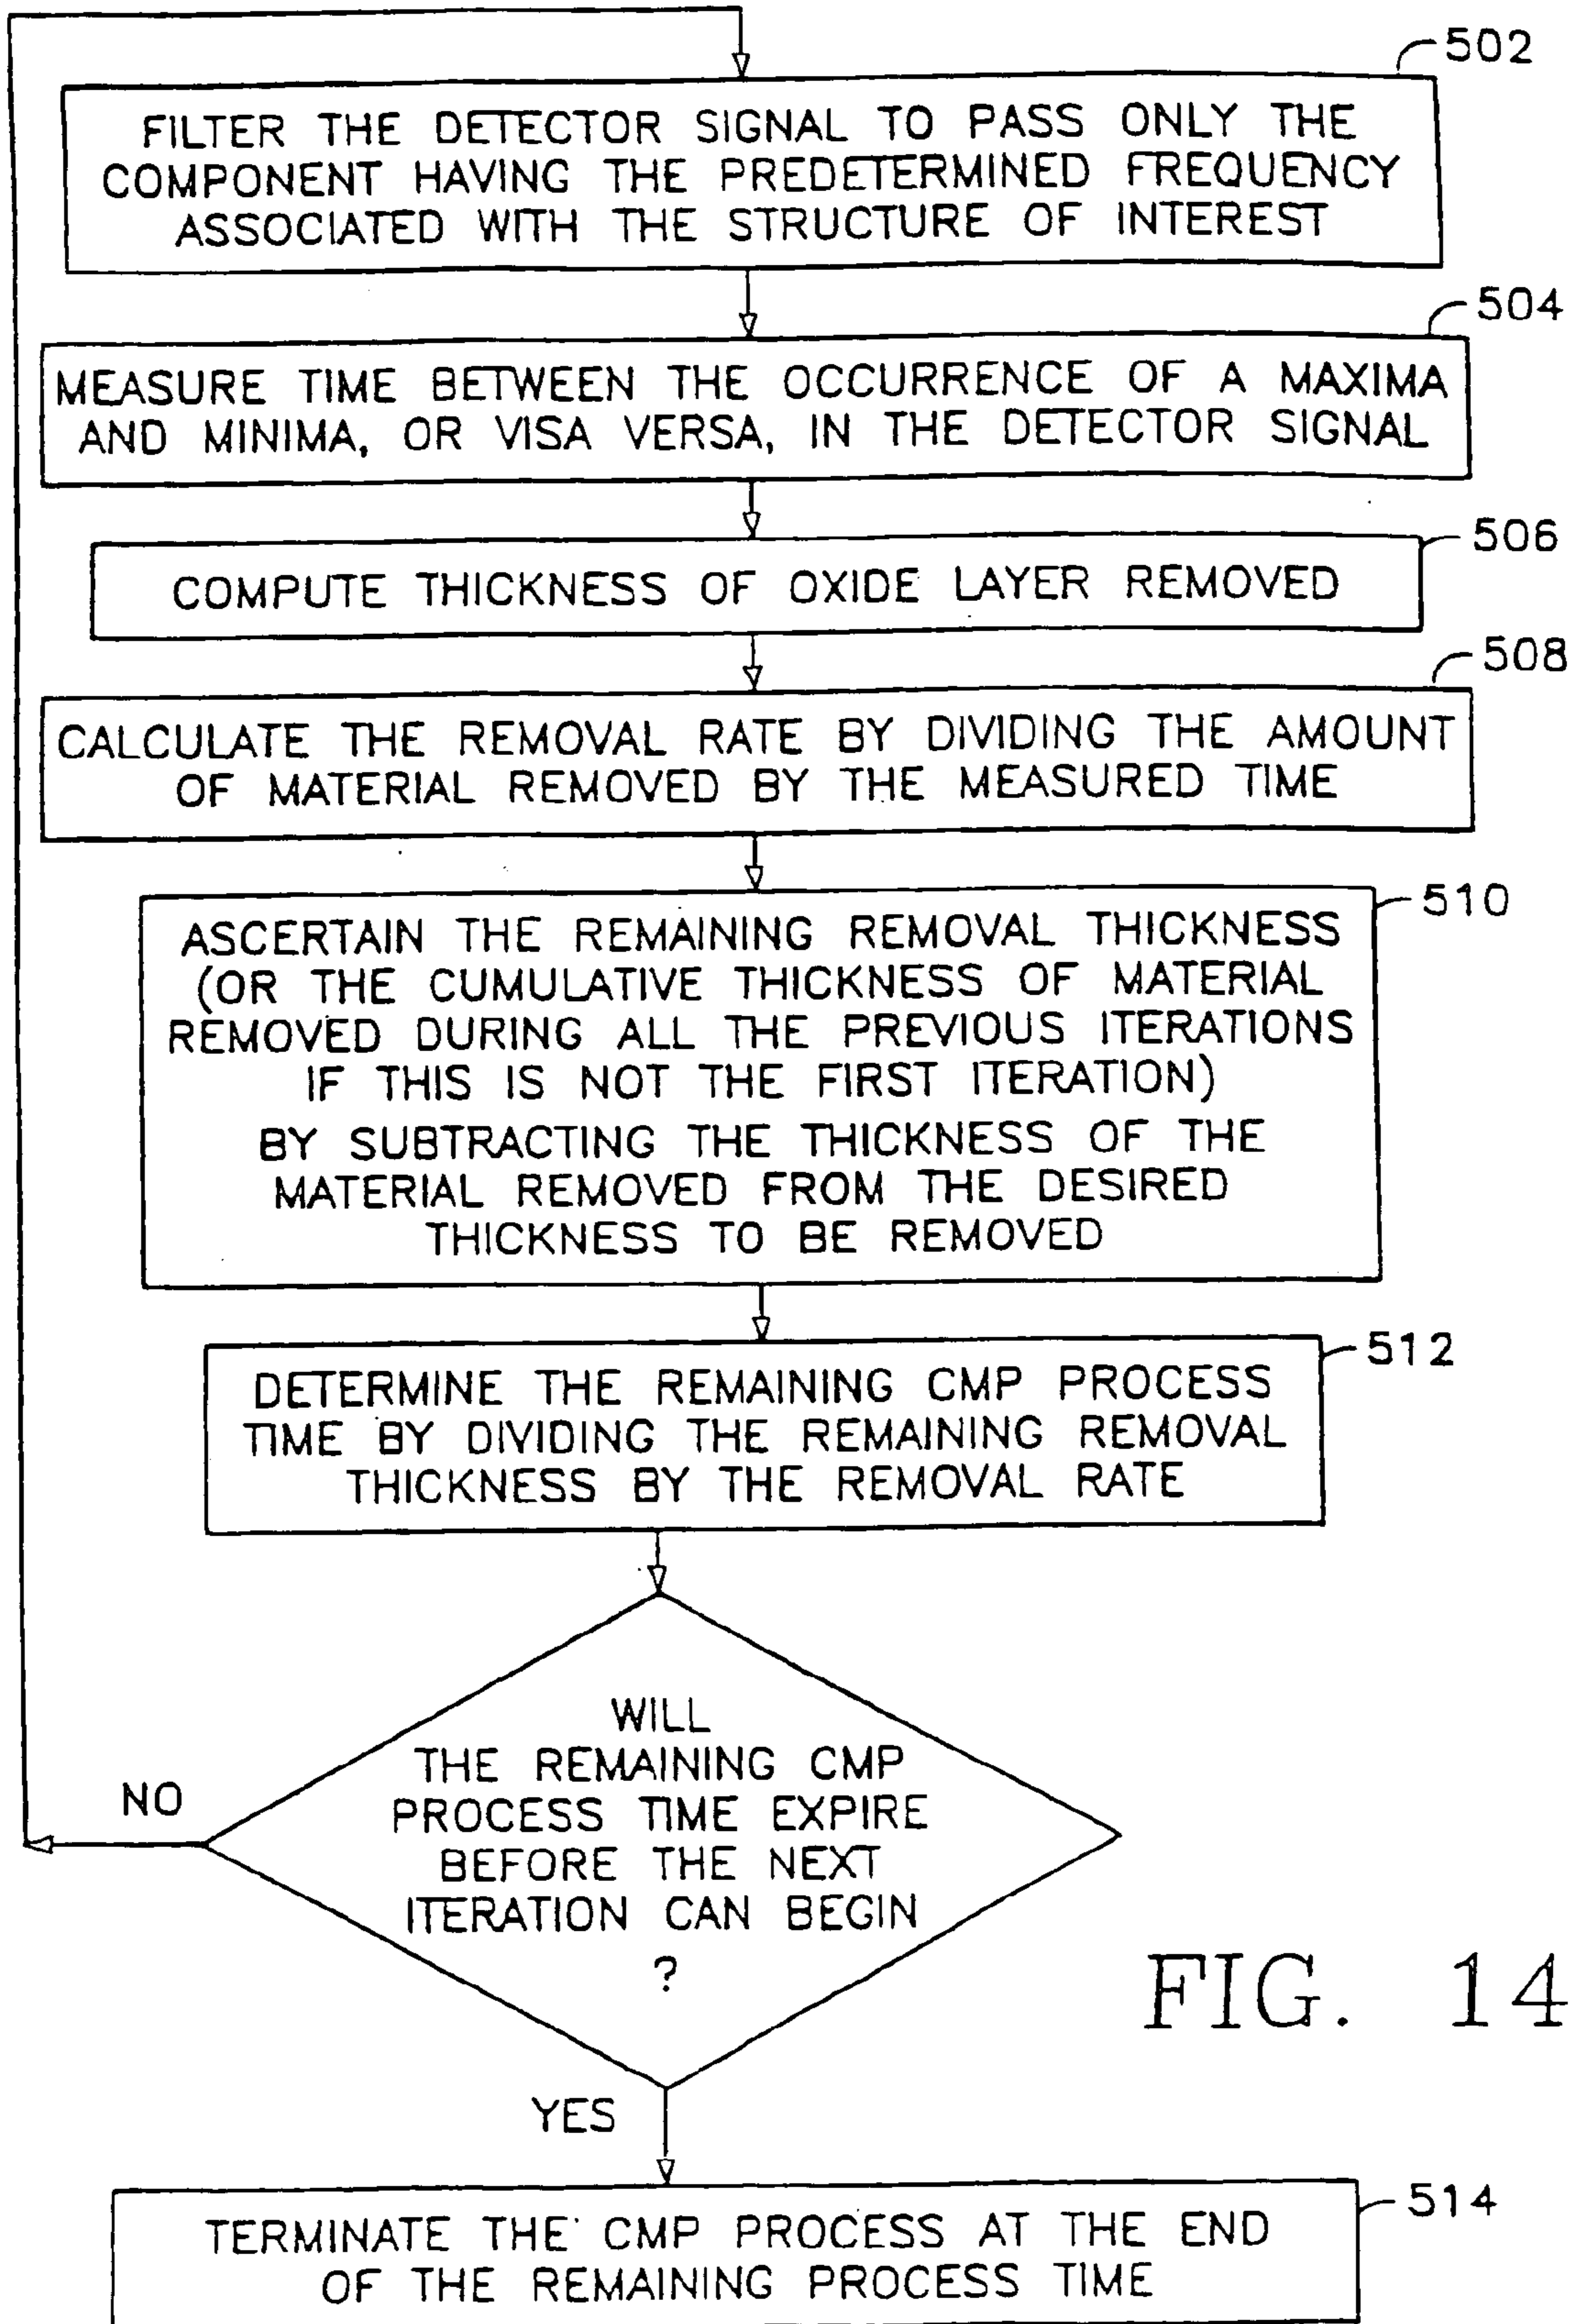 502
FILTER THE DETECTOR SIGNAL TO PASS ONLY THE
COMPONENT HAVING THE PREDETERMINED FREQUENCY
ASSOCIATED WITH THE STRUCTURE OF INTEREST
504
MEASURE TIME BETWEEN THE OCCURRENCE OF A MAXIMA
AND MINIMA, OR VISA VERSA, IN THE DETECTOR SIGNAL
506
COMPUTE THICKNESS OF OXIDE LAYER REMOVED
508
CALCULATE THE REMOVAL RATE BY DIVIDING THE AMOUNT
OF MATERIAL REMOVED BY THE MEASURED TIME
510
ASCERTAIN THE REMAINING REMOVAL THICKNESS
(OR THE CUMULATIVE THICKNESS OF MATERIAL
REMOVED DURING ALL THE PREVIOUS ITERATIONS
IF THIS IS NOT THE FIRST ITERATION)
BY SUBTRACTING THE THICKNESS OF THE
MATERIAL REMOVED FROM THE DESIRED
THICKNESS TO BE REMOVED
512
DETERMINE THE REMAINING CMP PROCESS
TIME BY DIVIDING THE REMAINING REMOVAL
THICKNESS BY THE REMOVAL RATE
WILL
THE REMAINING CMP
PROCESS TIME EXPIRE
BEFORE THE NEXT
ITERATION CAN BEGIN
?
NO
YES
FIG. 14
514
TERMINATE THE CMP PROCESS AT THE END
OF THE REMAINING PROCESS TIME